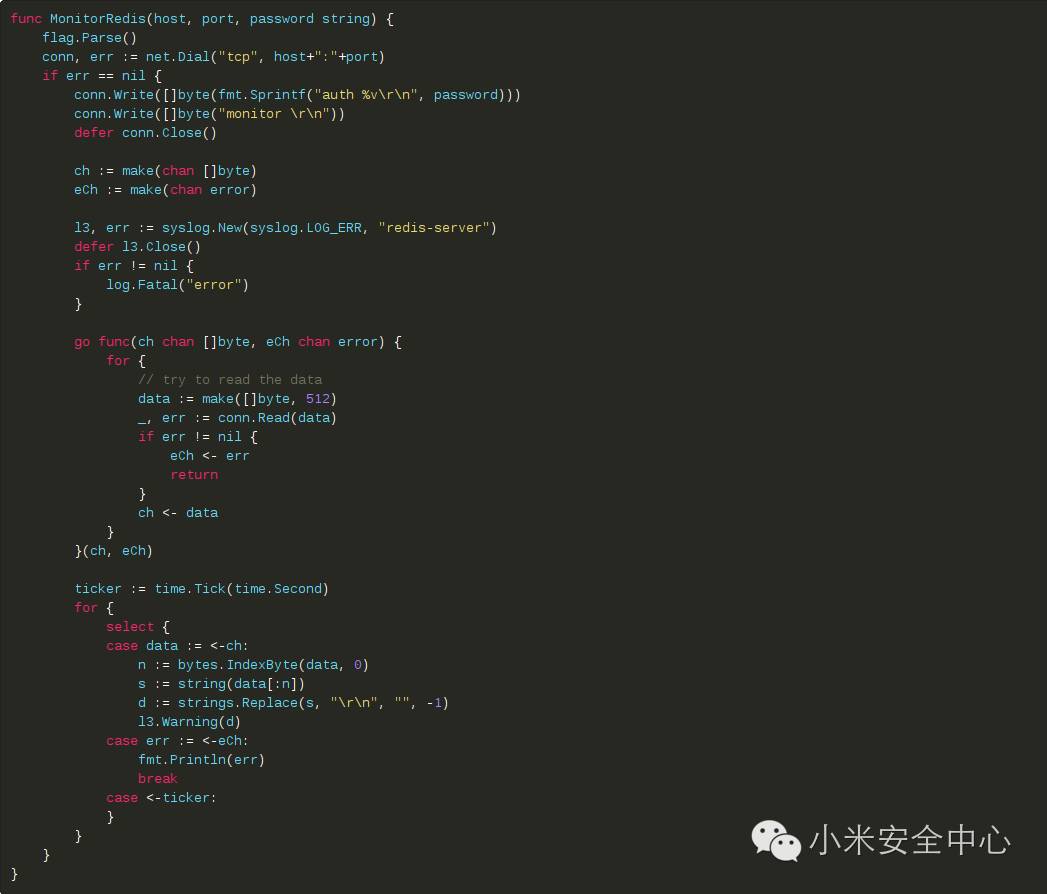 func MonitorRedis(host, port, password string) {
    flag.Parse()
    conn, err := net.Dial("tcp", host+":"+port)
    if err == nil {
        conn.Write([]byte(fmt.Sprintf("auth %v\r\n", password)))
        conn.Write([]byte("monitor \r\n"))
        defer conn.Close()

        ch := make(chan []byte)
        eCh := make(chan error)

        l3, err := syslog.New(syslog.LOG_ERR, "redis-server")
        defer l3.Close()
        if err != nil {
            log.Fatal("error")
        }

        go func(ch chan []byte, eCh chan error) {
            for {
                // try to read the data
                data := make([]byte, 512)
                _, err := conn.Read(data)
                if err != nil {
                    eCh <- err
                    return
                }
                ch <- data
            }
        }(ch, eCh)

        ticker := time.Tick(time.Second)
        for {
            select {
            case data := <-ch:
                n := bytes.IndexByte(data, 0)
                s := string(data[:n])
                d := strings.Replace(s, "\r\n", "", -1)
                l3.Warning(d)
            case err := <-eCh:
                fmt.Println(err)
                break
            case <-ticker:
            }
        }
    }
}
小米安全中心